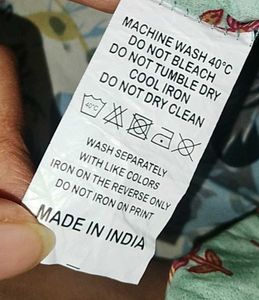 MACHINE WASH 40°C
DO NOT BLEACH
DO NOT TUMBLE DRY
COOL IRON
DO NOT DRY CLEAN
40°C
WASH SEPARATELY
WITH LIKE COLORS
IRON ON THE REVERSE ONLY
DO NOT IRON ON PRINT
MADE IN INDIA